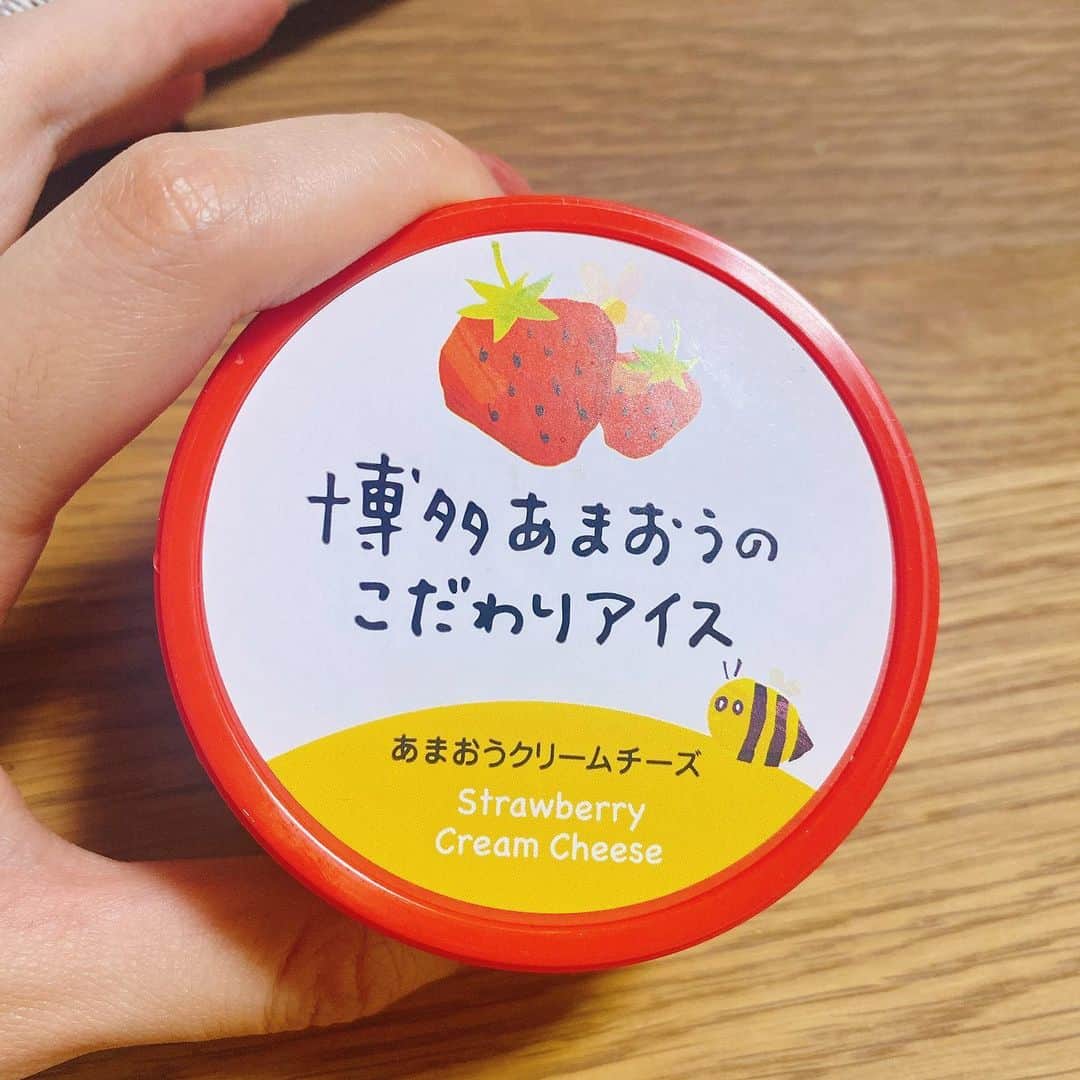 博多あまおうの
こだわりアイス
あまおうクリームチーズ
Strawberry
Cream Cheese